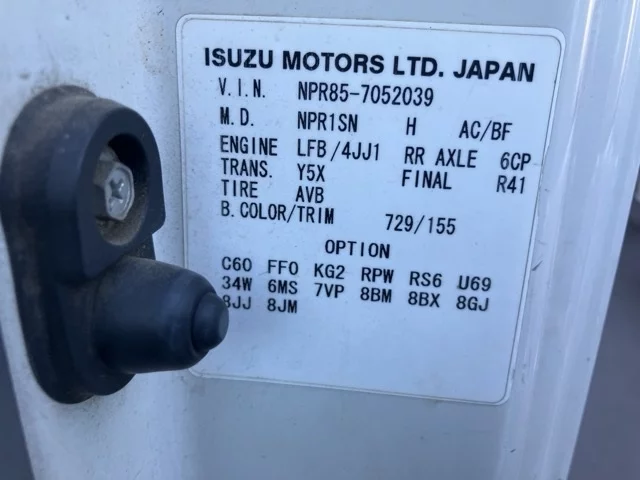 ISUZU MOTORS LTD. JAPAN
V.I.N. NPR85-7052039
M.D. NPR1SN H AC/BF
ENGINE LFB/4JJ1 RR AXLE 6CP
TRANS. Y5X FINAL R41
TIRE AVB
B.COLOR/TRIM 729/155
OPTION
C60 FF0 KG2 RPW RS6 U69
34W 6MS 7VP 8BM 8BX 8GJ
8JJ 8JM